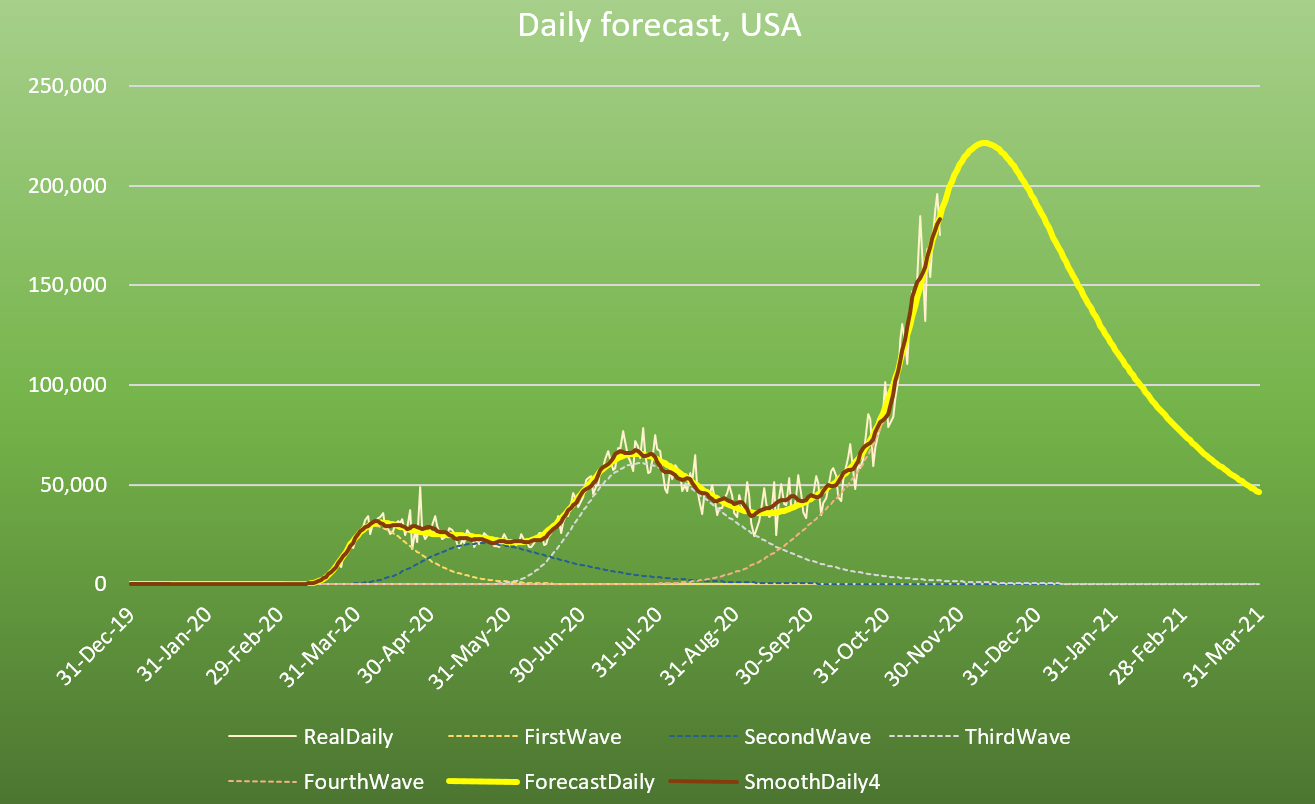 Daily forecast, USA
250,000
200,000
150,000
100,000
50,000
0
31-Dec-19 31-Jan-20 29-Feb-20 31-Mar-20 30-Apr-20 31-May-20 30-Jun-20 31-Jul-20 31-Aug-20 30-Sep-20 31-Oct-20 30-Nov-20 31-Dec-20 31-Jan-21 28-Feb-21 31-Mar-21
RealDaily FirstWave SecondWave ThirdWave
FourthWave ForecastDaily SmoothDaily4